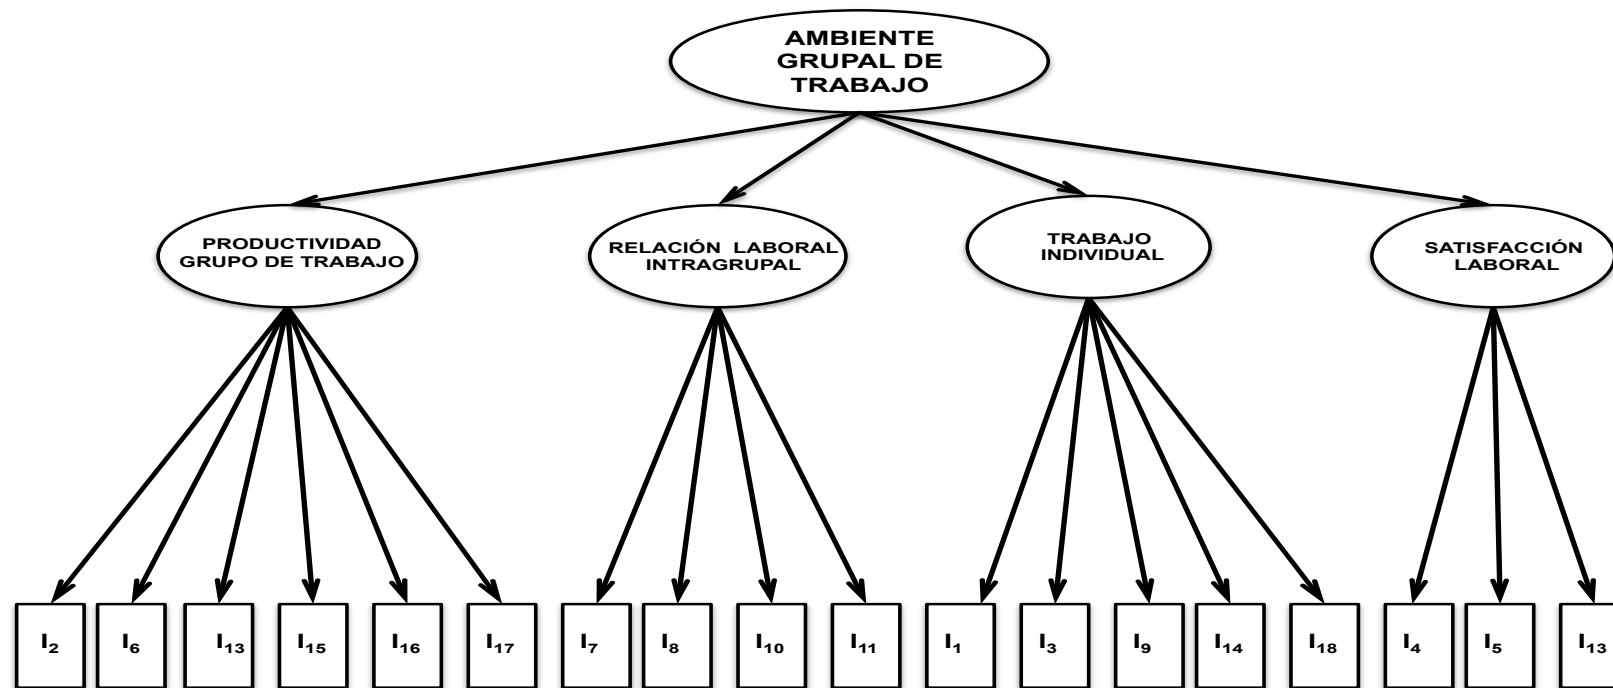 AMBIENTE
GRUPAL DE
TRABAJO
PRODUCTIVIDAD
GRUPO DE TRABAJO
RELACIÓN LABORAL
INTRAGRUPAL
TRABAJO
INDIVIDUAL
SATISFACCIÓN
LABORAL
I₂ I₆ I₁₃ I₁₅ I₁₆ I₁₇ I₇ I₈ I₁₀ I₁₁ I₁ I₃ I₉ I₁₄ I₁₈ I₄ I₅ I₁₃